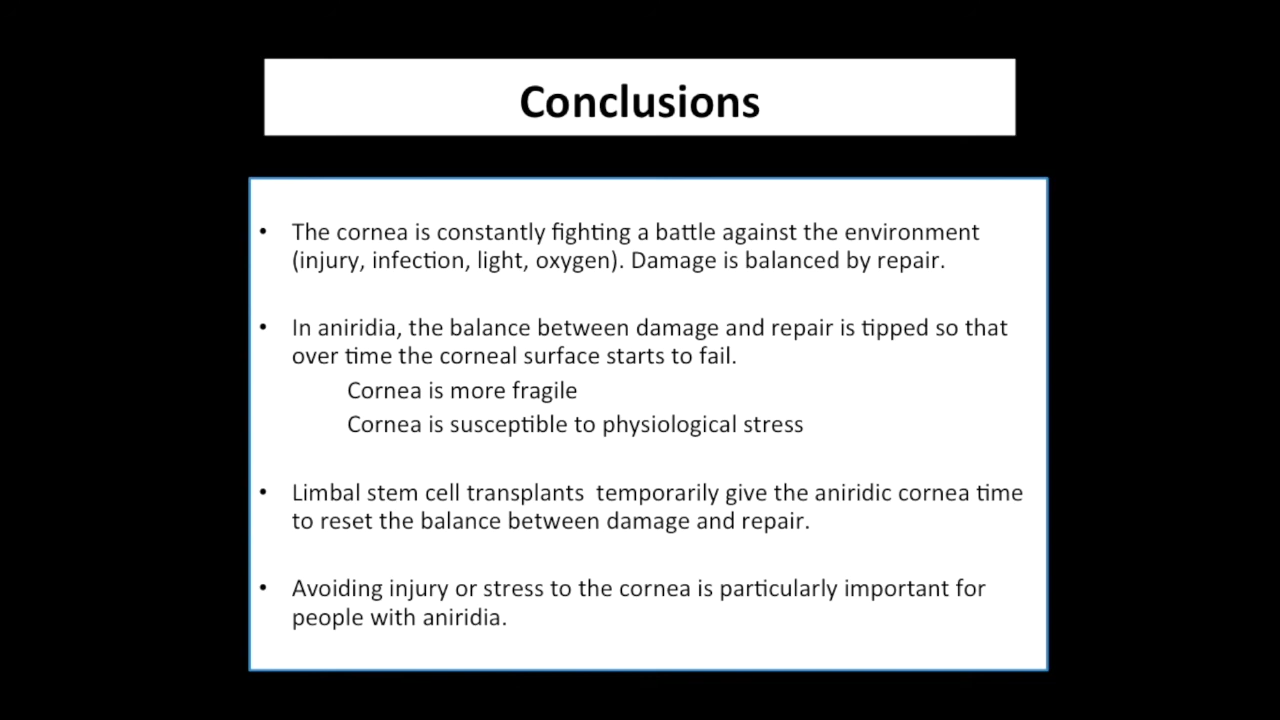 Conclusions
• The cornea is constantly fighting a battle against the environment
(injury, infection, light, oxygen). Damage is balanced by repair.
• In aniridia, the balance between damage and repair is tipped so that
over time the corneal surface starts to fail.
Cornea is more fragile
Cornea is susceptible to physiological stress
• Limbal stem cell transplants  temporarily give the aniridic cornea time
to reset the balance between damage and repair.
• Avoiding injury or stress to the cornea is particularly important for
people with aniridia.